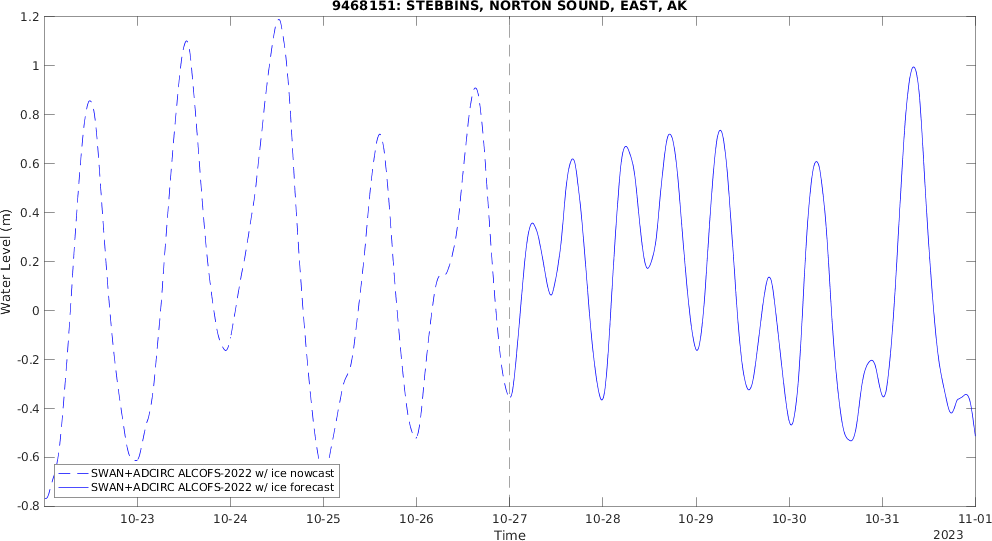 9468151: STEBBINS, NORTON SOUND, EAST, AK
1.2
1
0.8
0.6
0.4
0.2
0
-0.2
-0.4
-0.6
-0.8
Water Level (m)
SWAN+ADCIRC ALCOFS-2022 w/ ice nowcast
SWAN+ADCIRC ALCOFS-2022 w/ ice forecast
10-23 10-24 10-25 10-26 10-27 10-28 10-29 10-30 10-31 11-01
Time
2023